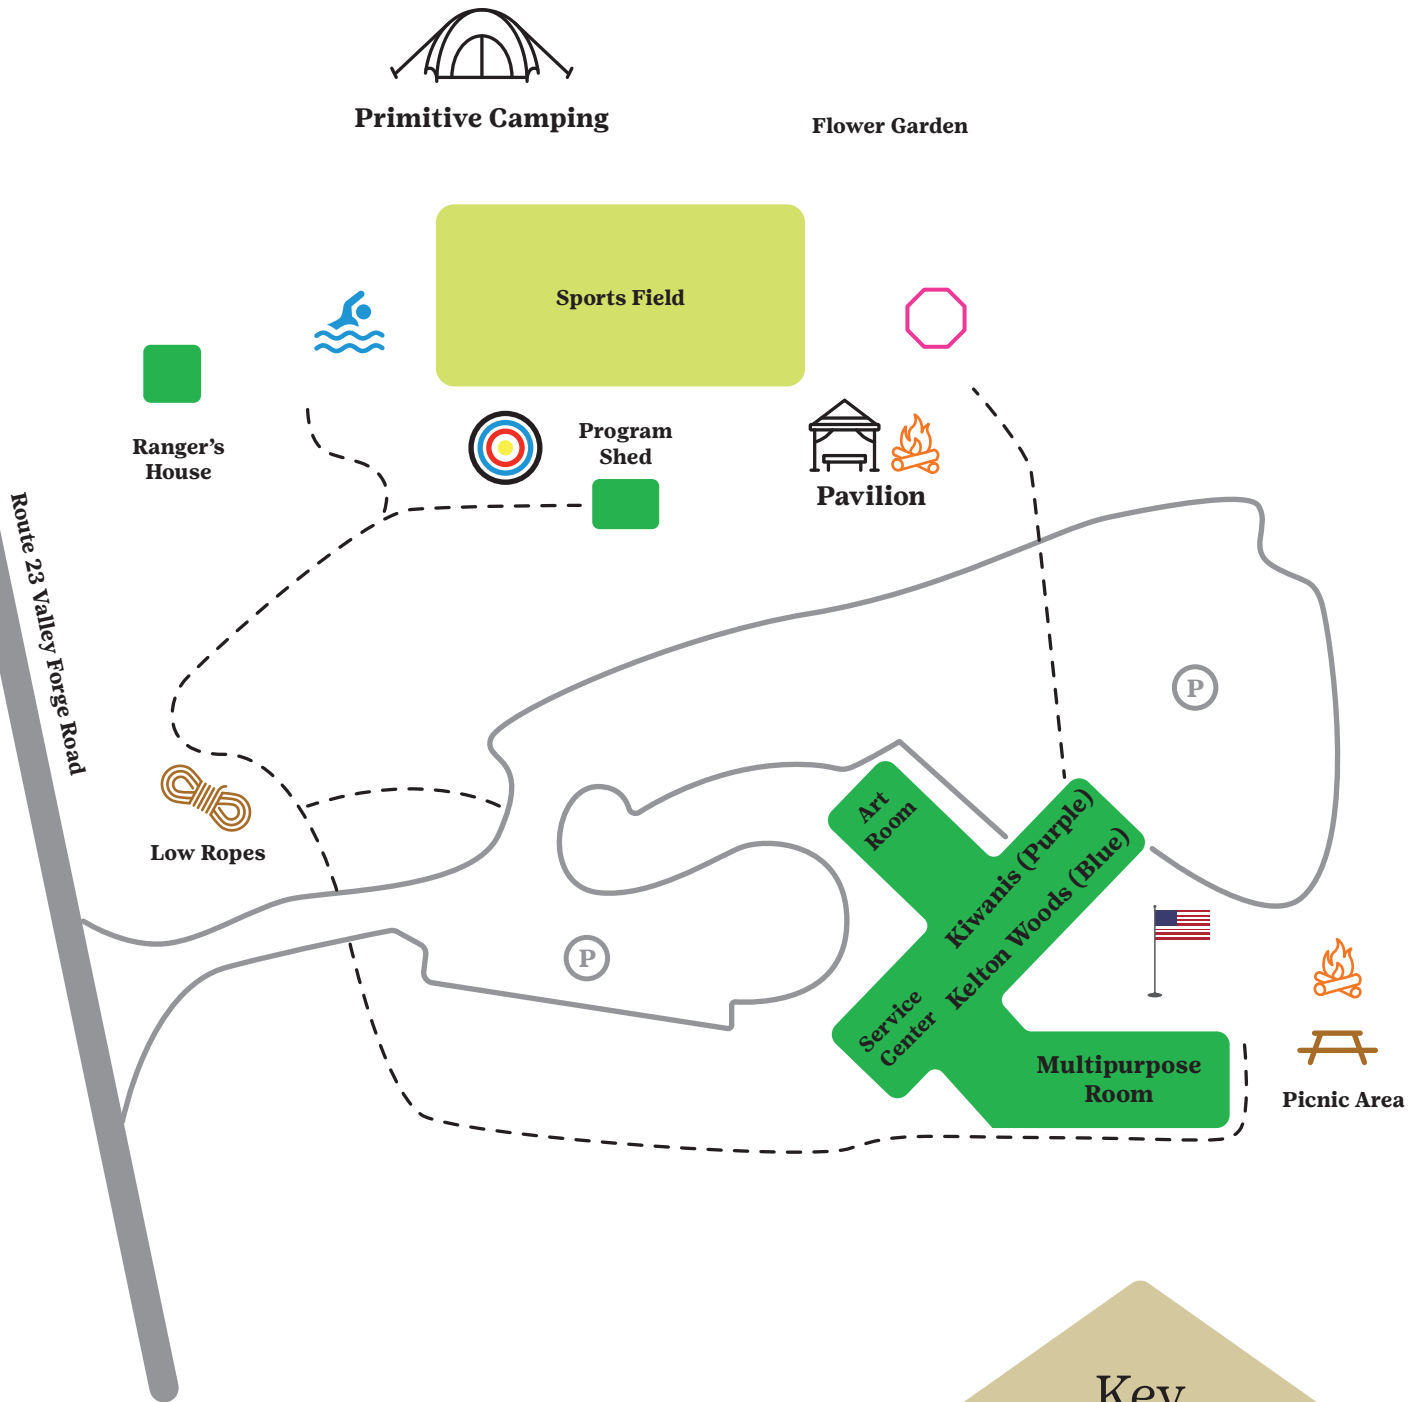 Primitive Camping
Flower Garden
Sports Field
Ranger's
House
Program
Shed
Pavilion
Route 23 Valley Forge Road
P
Low Ropes
Art
Room
Kiwanis (Purple)
Kelton Woods (Blue)
P
Service
Center
Multipurpose
Room
Picnic Area
Key